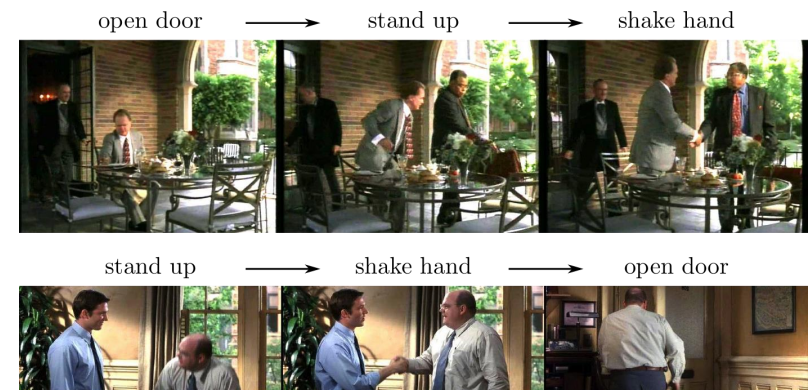 open door → stand up → shake hand
stand up → shake hand → open door